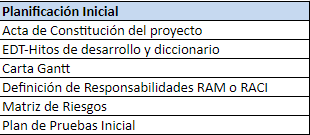 Planificación Inicial
Acta de Constitución del proyecto
EDT-Hitos de desarrollo y diccionario
Carta Gantt
Definición de Responsabilidades RAM o RACI
Matriz de Riesgos
Plan de Pruebas Inicial